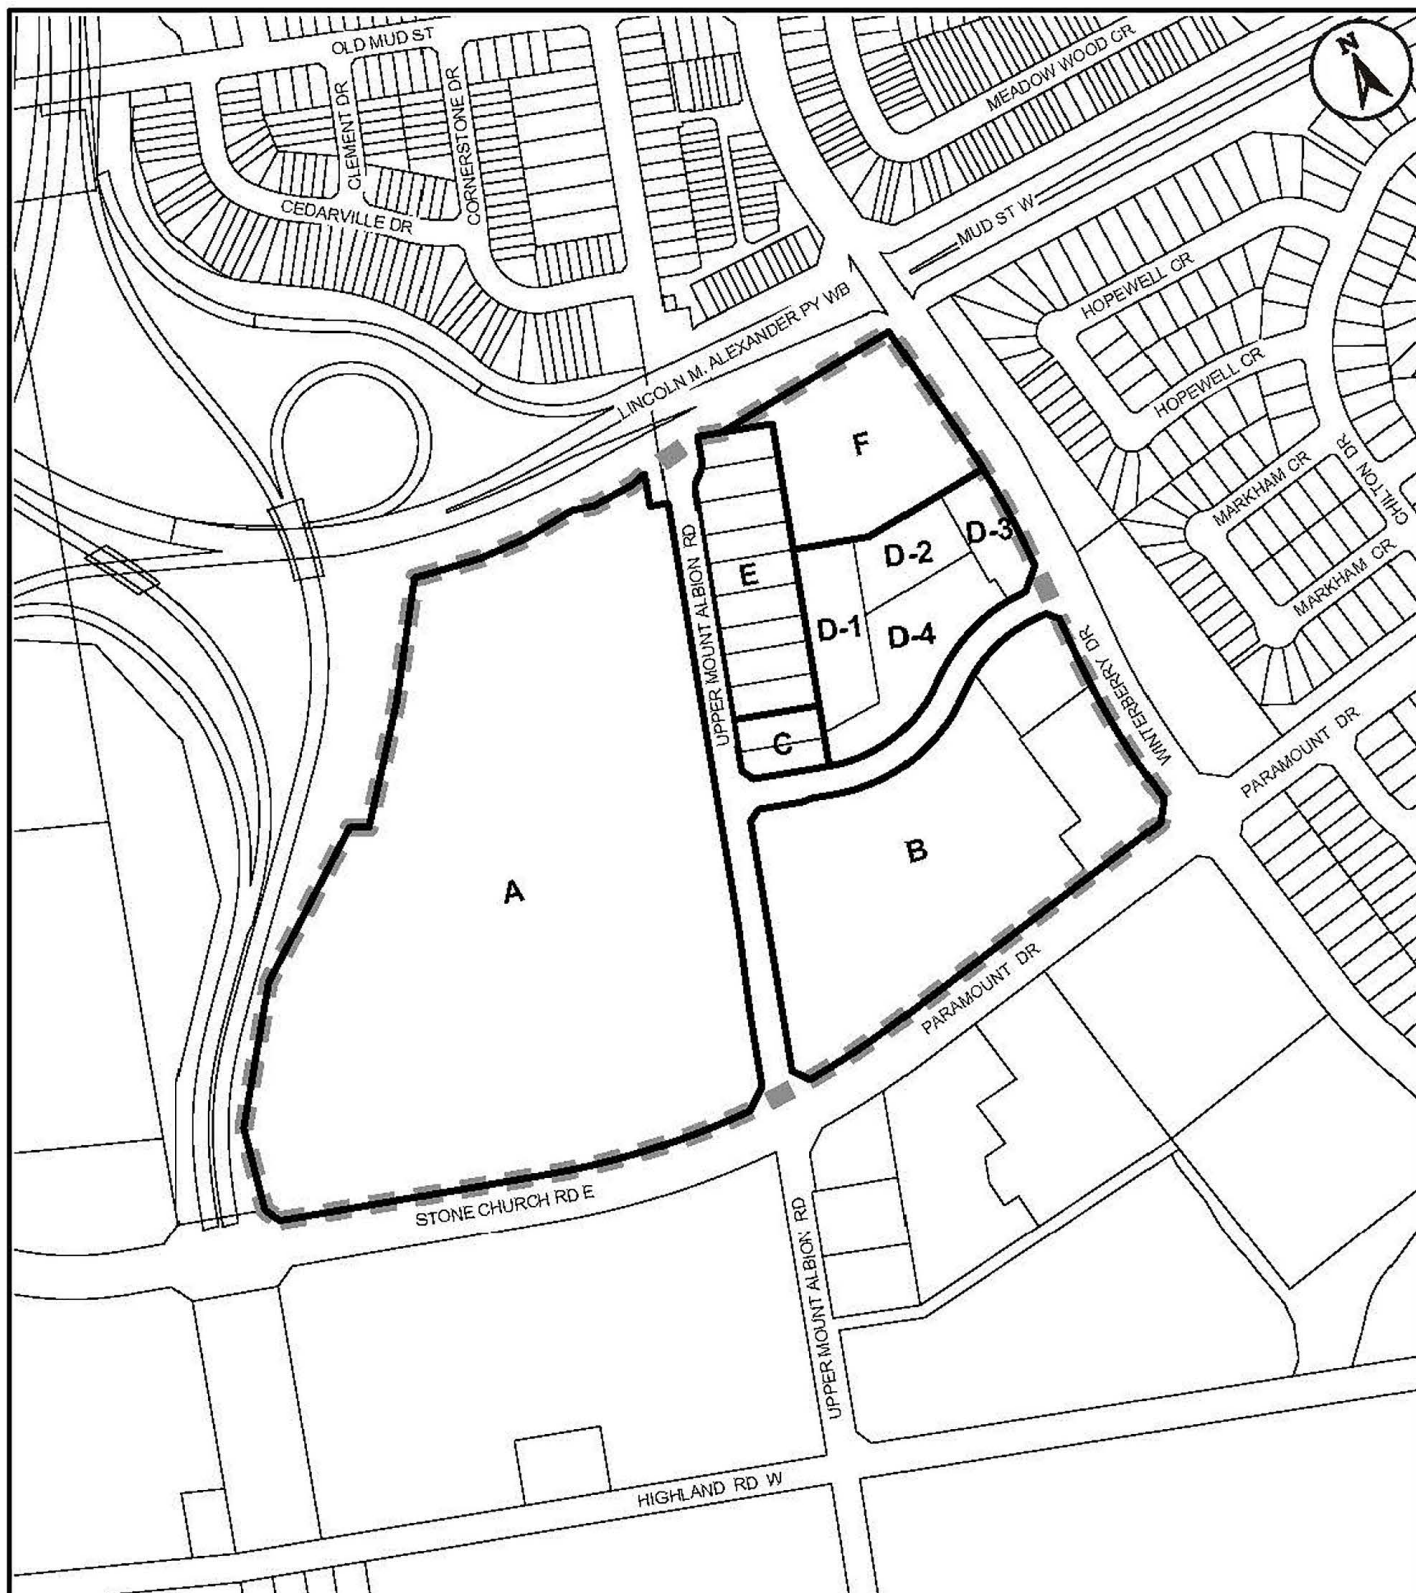 OLD MUD ST
MEADOW WOOD CR
N
CLEMENT DR
CORNERSTONE DR
CEDARVILLE DR
MUD ST W
HOPEWELL CR
LINCOLN M. ALEXANDER PY WB
HOPEWELL CR
MARKHAM CR
CHILTON DR
MARKHAM CR
F
D-3
D-2
E
D-1
D-4
UPPER MOUNT ALBION RD
C
WINTERBERRY DR
PARAMOUNT DR
B
A
PARAMOUNT DR
STONE CHURCH RD E
UPPER MOUNT ALBION RD
HIGHLAND RD W